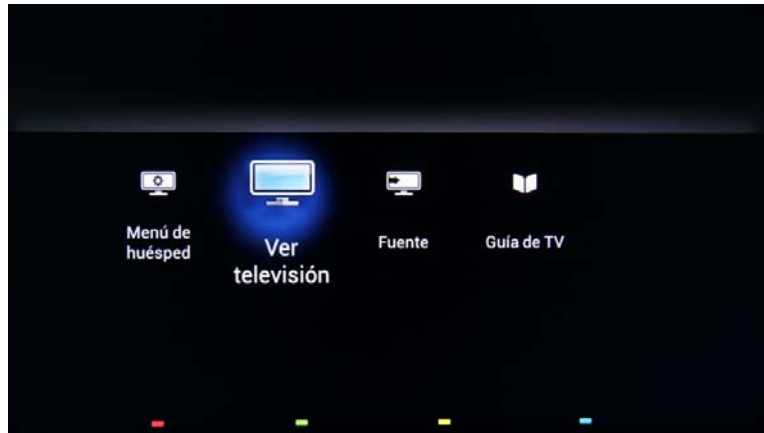 Menú de
huésped
Ver
televisión
Fuente
Guía de TV